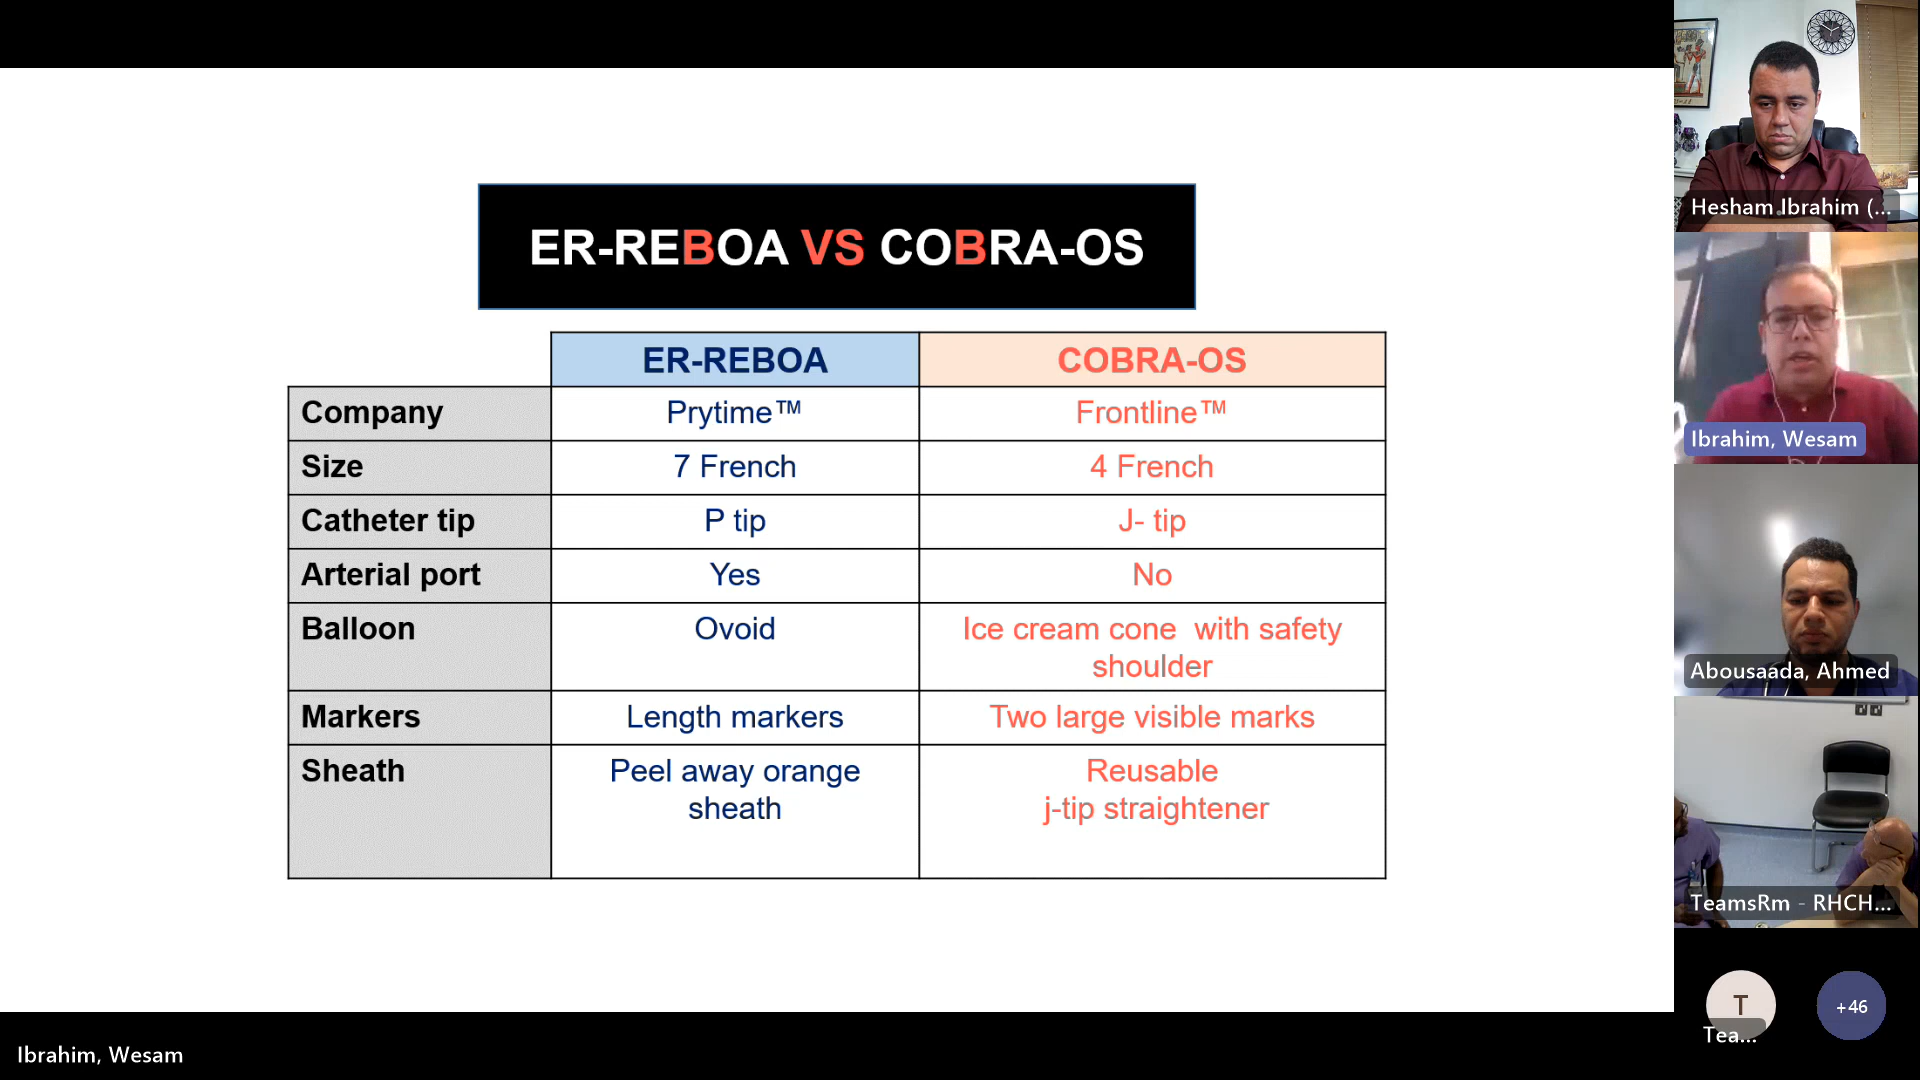 ER-REBOA VS COBRA-OS
ER-REBOA COBRA-OS
Company Prytime™ Frontline™
Size 7 French 4 French
Catheter tip P tip J- tip
Arterial port Yes No
Balloon Ovoid Ice cream cone with safety
shoulder
Markers Length markers Two large visible marks
Sheath Peel away orange Reusable
sheath j-tip straightener
Hesham Ibrahim (...
Ibrahim, Wesam
Abousaada, Ahmed
TeamsRm - RHCH...
T
Tea...
+46
Ibrahim, Wesam